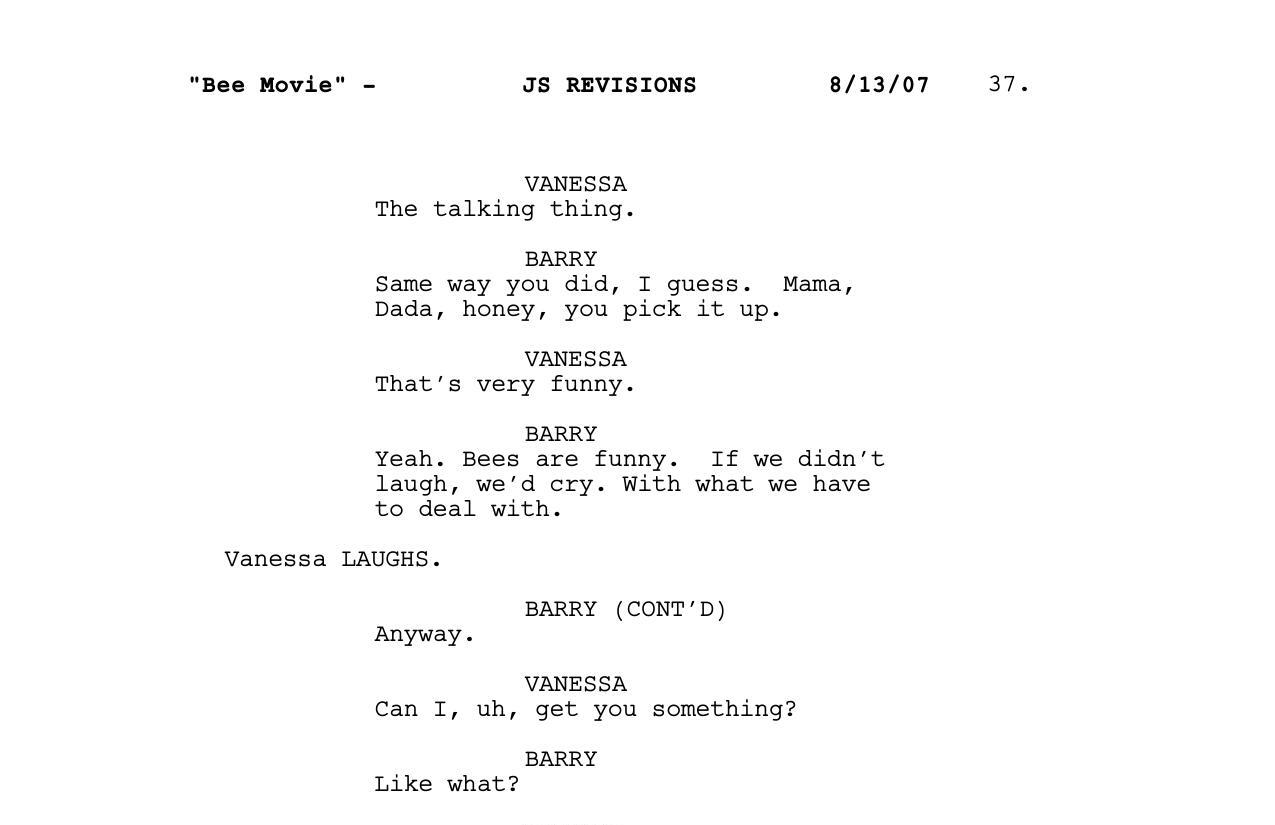 "Bee Movie" - JS REVISIONS 8/13/07 37.
VANESSA
The talking thing.
BARRY
Same way you did, I guess.  Mama,
Dada, honey, you pick it up.
VANESSA
That's very funny.
BARRY
Yeah. Bees are funny.  If we didn't
laugh, we'd cry. With what we have
to deal with.
Vanessa LAUGHS.
BARRY (CONT'D)
Anyway.
VANESSA
Can I, uh, get you something?
BARRY
Like what?